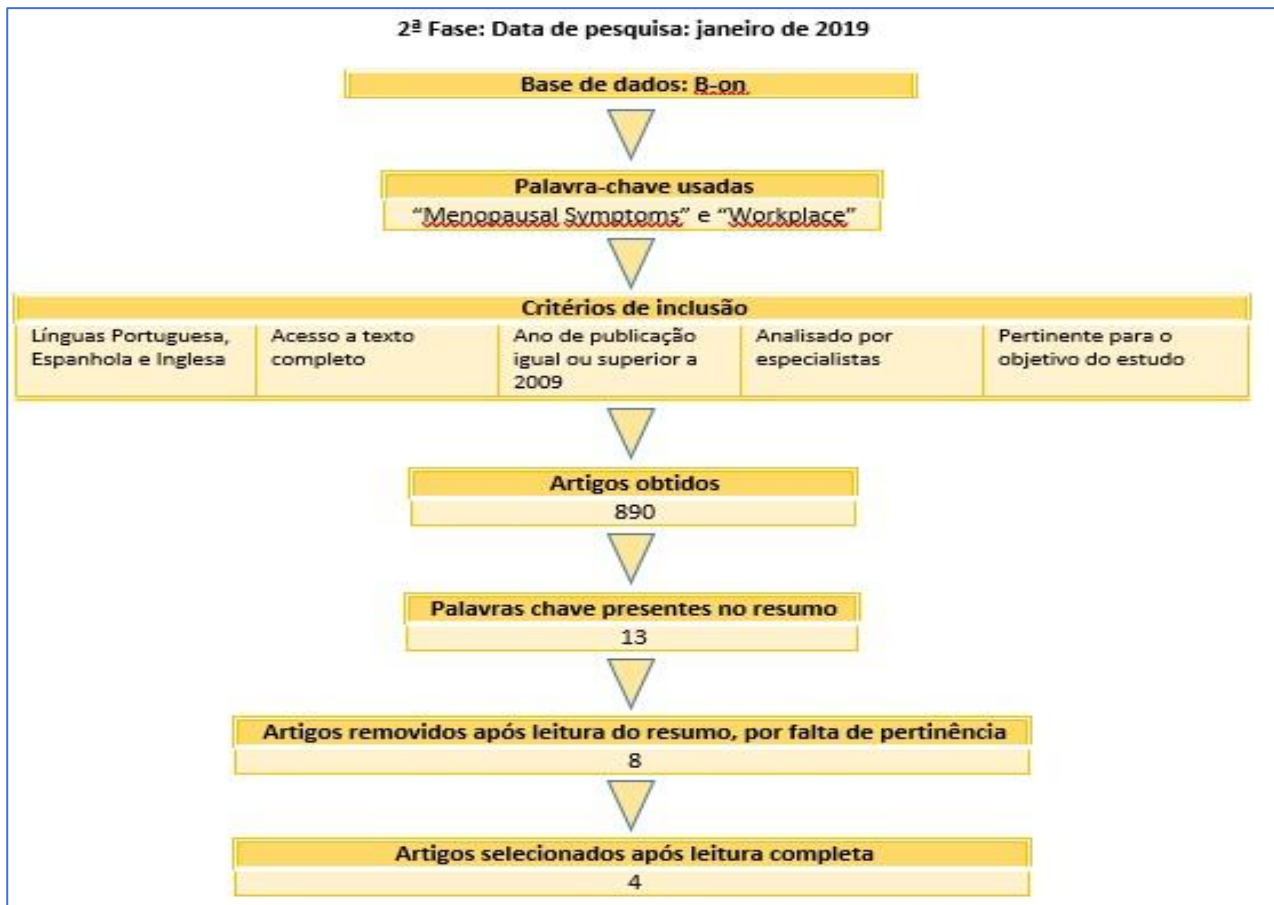 2ª Fase: Data de pesquisa: janeiro de 2019
Base de dados: B-on
Palavra-chave usadas
“Menopausal Symptoms” e “Workplace”
Critérios de inclusão
Línguas Portuguesa,
Espanhola e Inglesa
Acesso a texto
completo
Ano de publicação
igual ou superior a
2009
Analisado por
especialistas
Pertinente para o
objetivo do estudo
Artigos obtidos
890
Palavras chave presentes no resumo
13
Artigos removidos após leitura do resumo, por falta de pertinência
8
Artigos selecionados após leitura completa
4